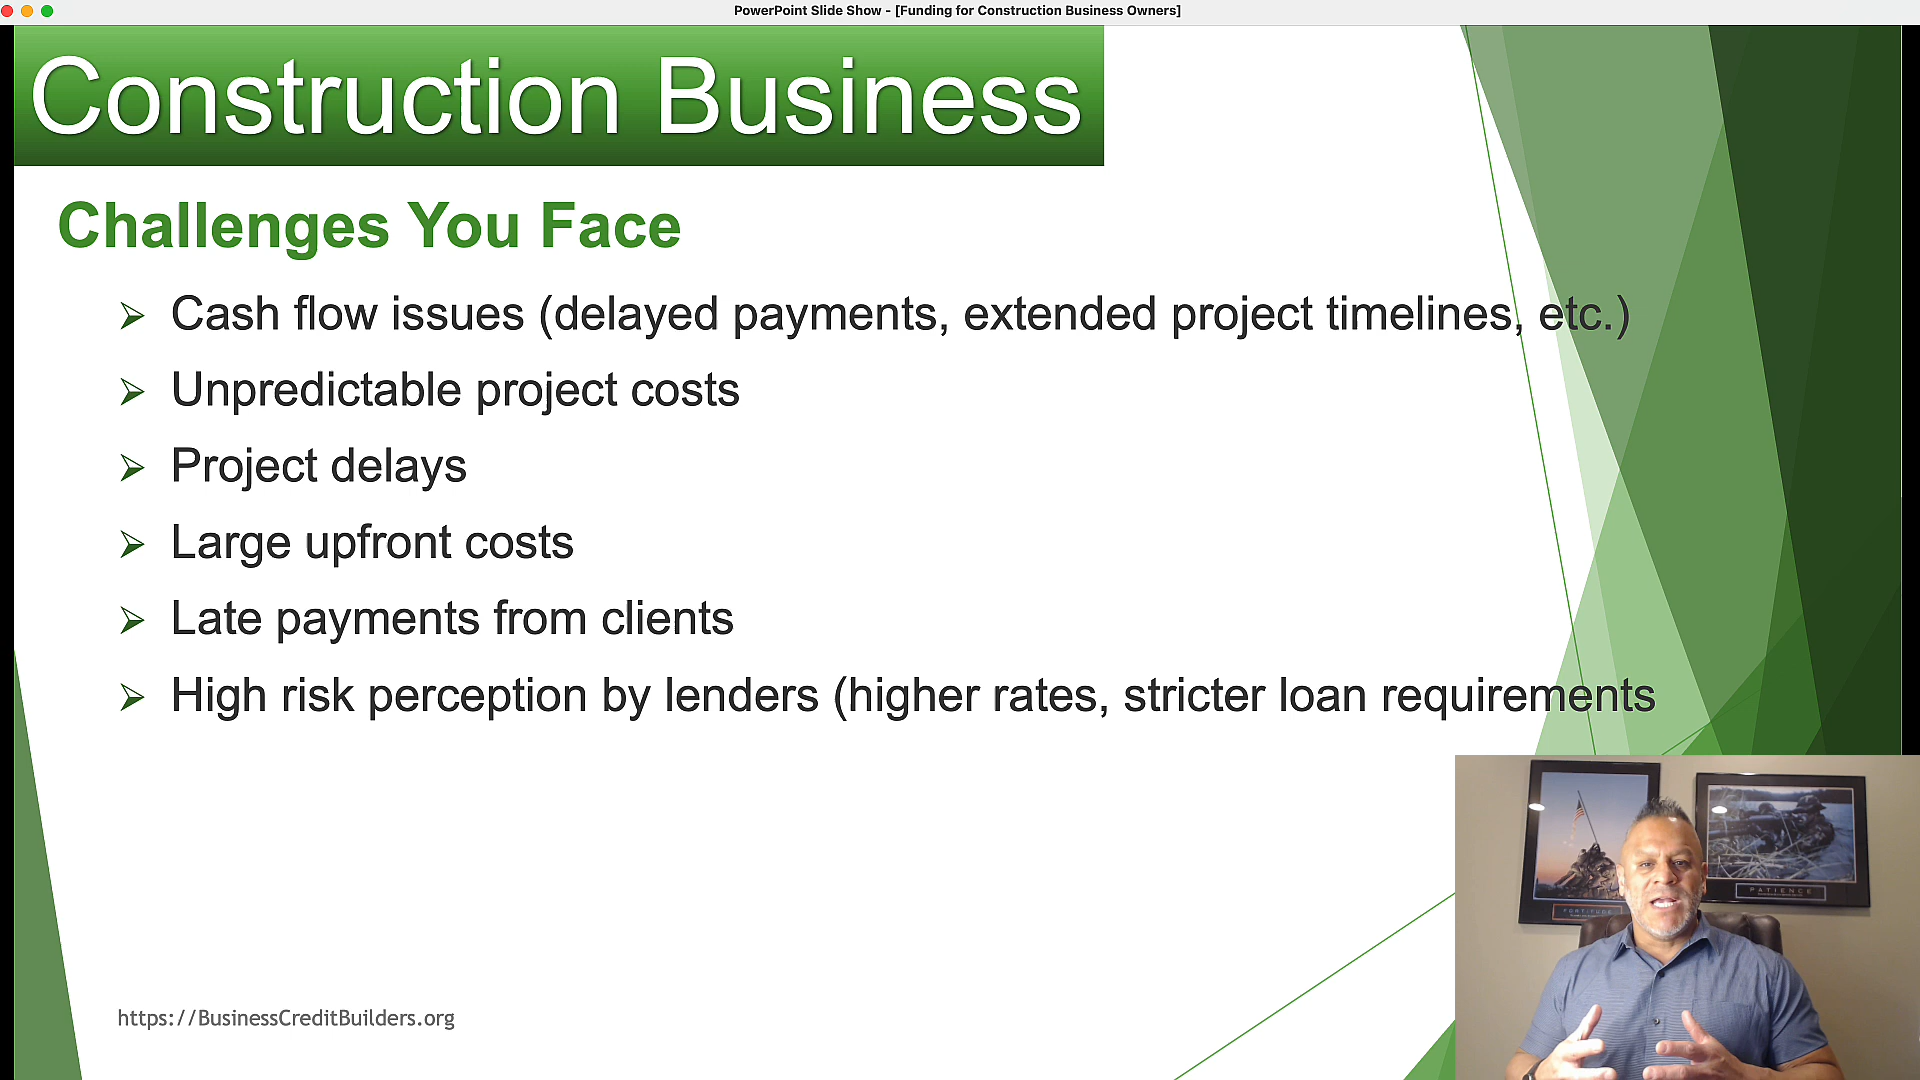 PowerPoint Slide Show - [Funding for Construction Business Owners]
Construction Business
Challenges You Face
Cash flow issues (delayed payments, extended project timelines, etc.)
Unpredictable project costs
Project delays
Large upfront costs
Late payments from clients
High risk perception by lenders (higher rates, stricter loan requirements
FORTITUDE
PATIENCE
https://BusinessCreditBuilders.org